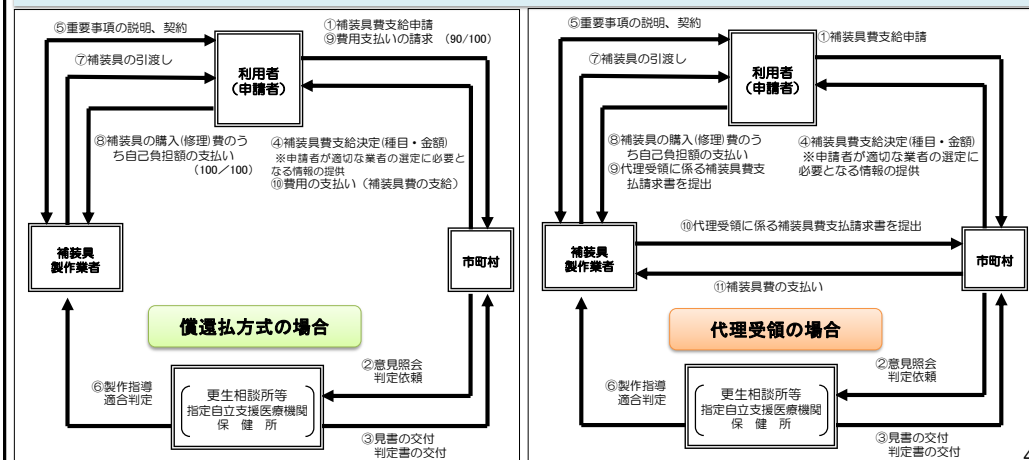 ⑤重要事項の説明、契約
①補装具費支給申請
⑨費用支払いの請求 (90/100)
⑦補装具の引渡し
利用者
(申請者)
⑧補装具の購入(修理)費のう
ち自己負担額の支払い
(100/100)
④補装具費支給決定(種目・金額)
※申請者が適切な業者の選定に必要と
なる情報の提供
⑩費用の支払い(補装具費の支給)
補装具
製作業者
市町村
償還払方式の場合
②意見照会
判定依頼
⑥製作指導
適合判定
更生相談所等
指定自立支援医療機関
保健所
③見書の交付
判定書の交付
⑤重要事項の説明、契約
①補装具費支給申請
⑦補装具の引渡し
利用者
(申請者)
⑧補装具の購入(修理)費のう
ち自己負担額の支払い
⑨代理受領に係る補装具費支
払請求書を提出
④補装具費支給決定(種目・金額)
※申請者が適切な業者の選定に
必要となる情報の提供
⑩代理受領に係る補装具費支払請求書を提出
補装具
製作業者
市町村
⑪補装具費の支払い
代理受領の場合
②意見照会
判定依頼
⑥製作指導
適合判定
更生相談所等
指定自立支援医療機関
保健所
③見書の交付
判定書の交付